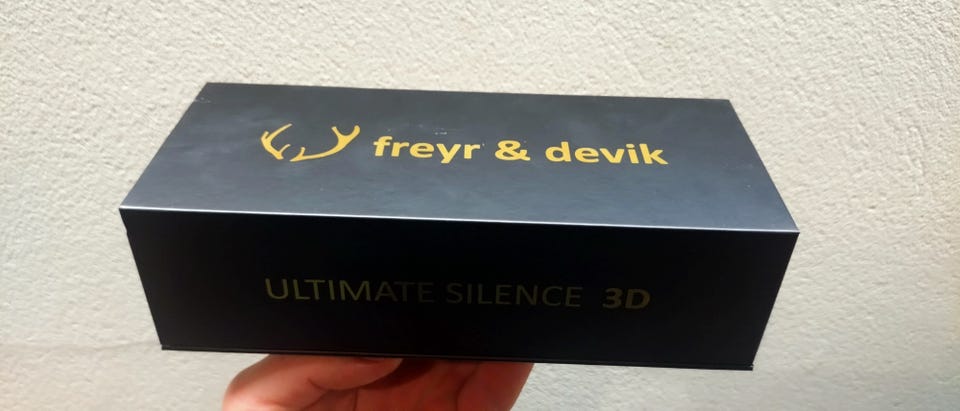 freyr & devik
ULTIMATE SILENCE 3D